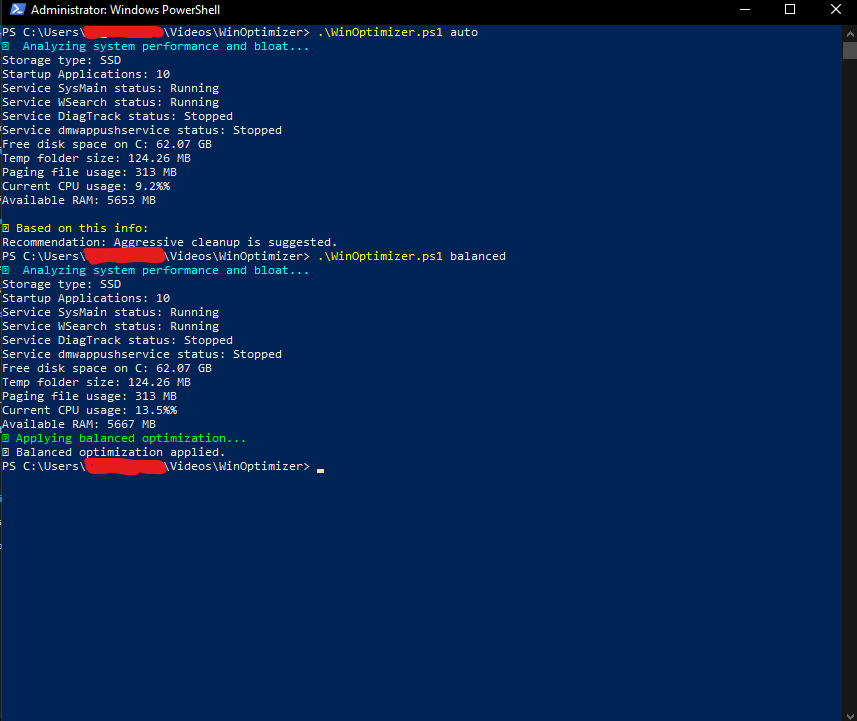 Administrator: Windows PowerShell
PS C:\Users\ \Videos\WinOptimizer> .\WinOptimizer.ps1 auto
Analyzing system performance and bloat...
Storage type: SSD
Startup Applications: 10
Service SysMain status: Running
Service WSearch status: Running
Service DiagTrack status: Stopped
Service dmwappushservice status: Stopped
Free disk space on C: 62.07 GB
Temp folder size: 124.26 MB
Paging file usage: 313 MB
Current CPU usage: 9.2%%
Available RAM: 5653 MB
Based on this info:
Recommendation: Aggressive cleanup is suggested.
PS C:\Users\ \Videos\WinOptimizer> .\WinOptimizer.ps1 balanced
Analyzing system performance and bloat...
Storage type: SSD
Startup Applications: 10
Service SysMain status: Running
Service WSearch status: Running
Service DiagTrack status: Stopped
Service dmwappushservice status: Stopped
Free disk space on C: 62.07 GB
Temp folder size: 124.26 MB
Paging file usage: 313 MB
Current CPU usage: 13.5%%
Available RAM: 5667 MB
Applying balanced optimization...
Balanced optimization applied.
PS C:\Users\ \Videos\WinOptimizer>